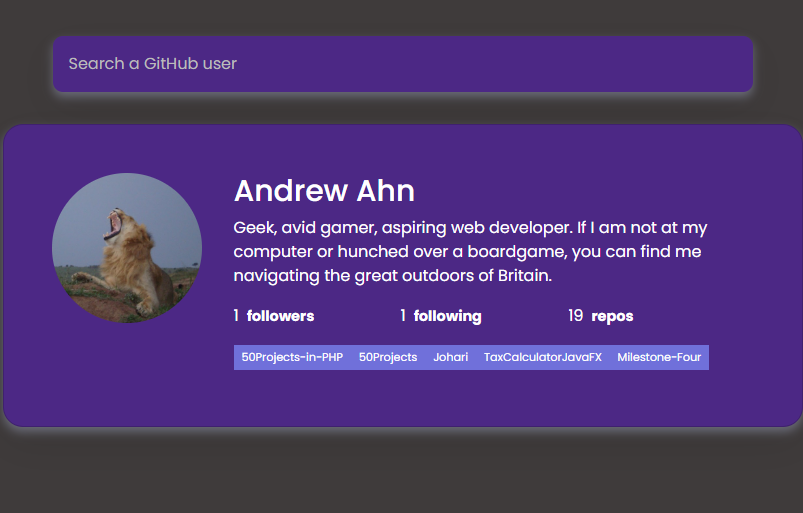 Search a GitHub user
Andrew Ahn
Geek, avid gamer, aspiring web developer. If I am not at my
computer or hunched over a boardgame, you can find me
navigating the great outdoors of Britain.
1 followers 1 following 19 repos
50Projects-in-PHP 50Projects Johari TaxCalculatorJavaFX Milestone-Four